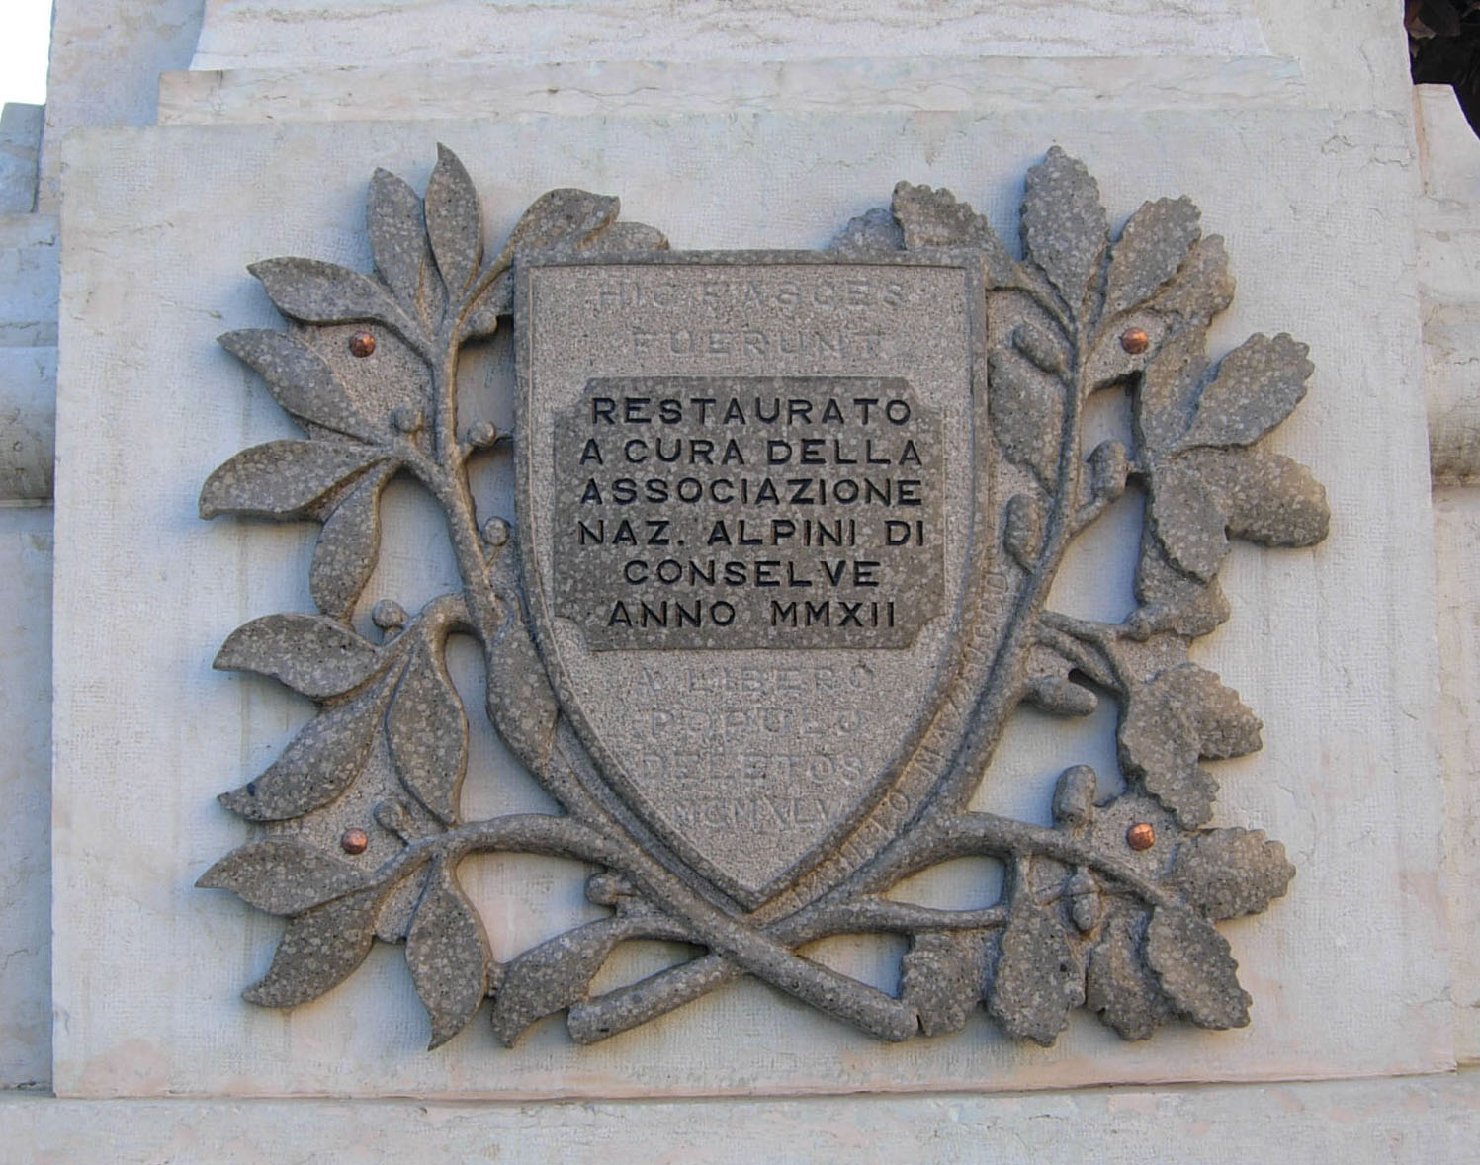 HIC FASCES
FUERUNT
RESTAURATO
A CURA DELLA
ASSOCIAZIONE
NAZ. ALPINI DI
CONSELVE
ANNO MMXII
A LIBERO
POPULO
DELETOS
MCMXLV